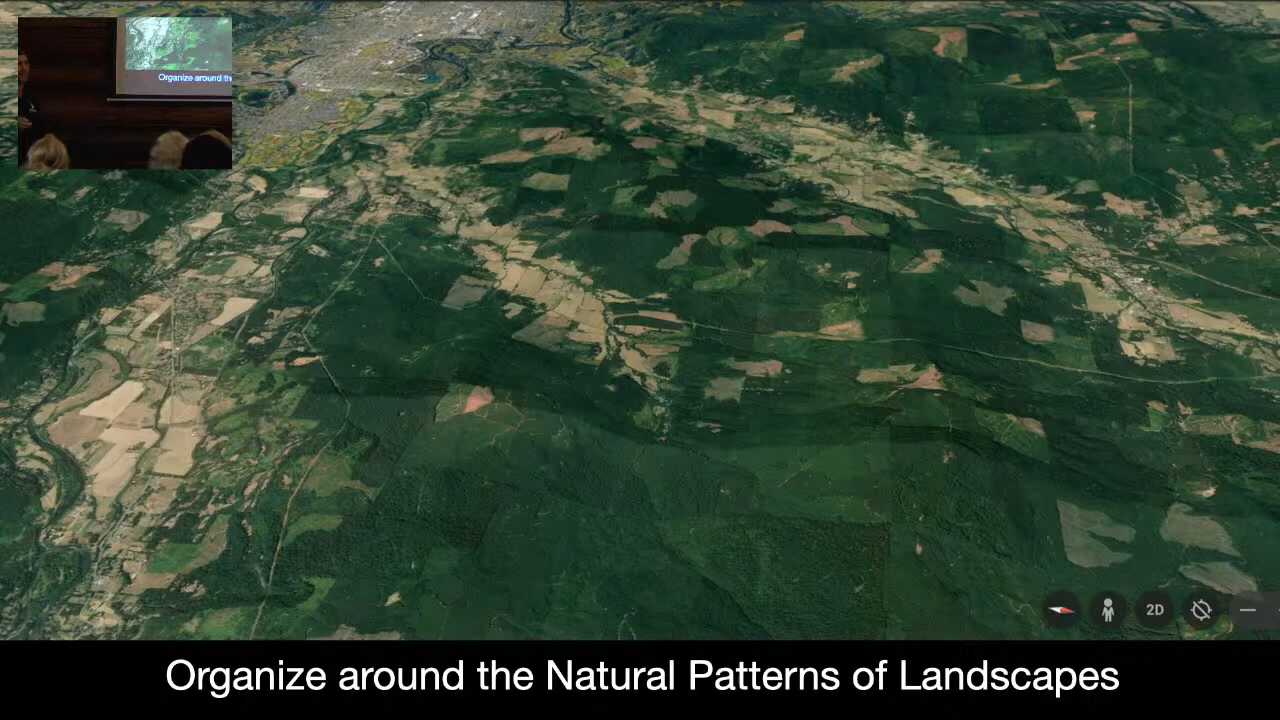 Organize around th
2D
Organize around the Natural Patterns of Landscapes